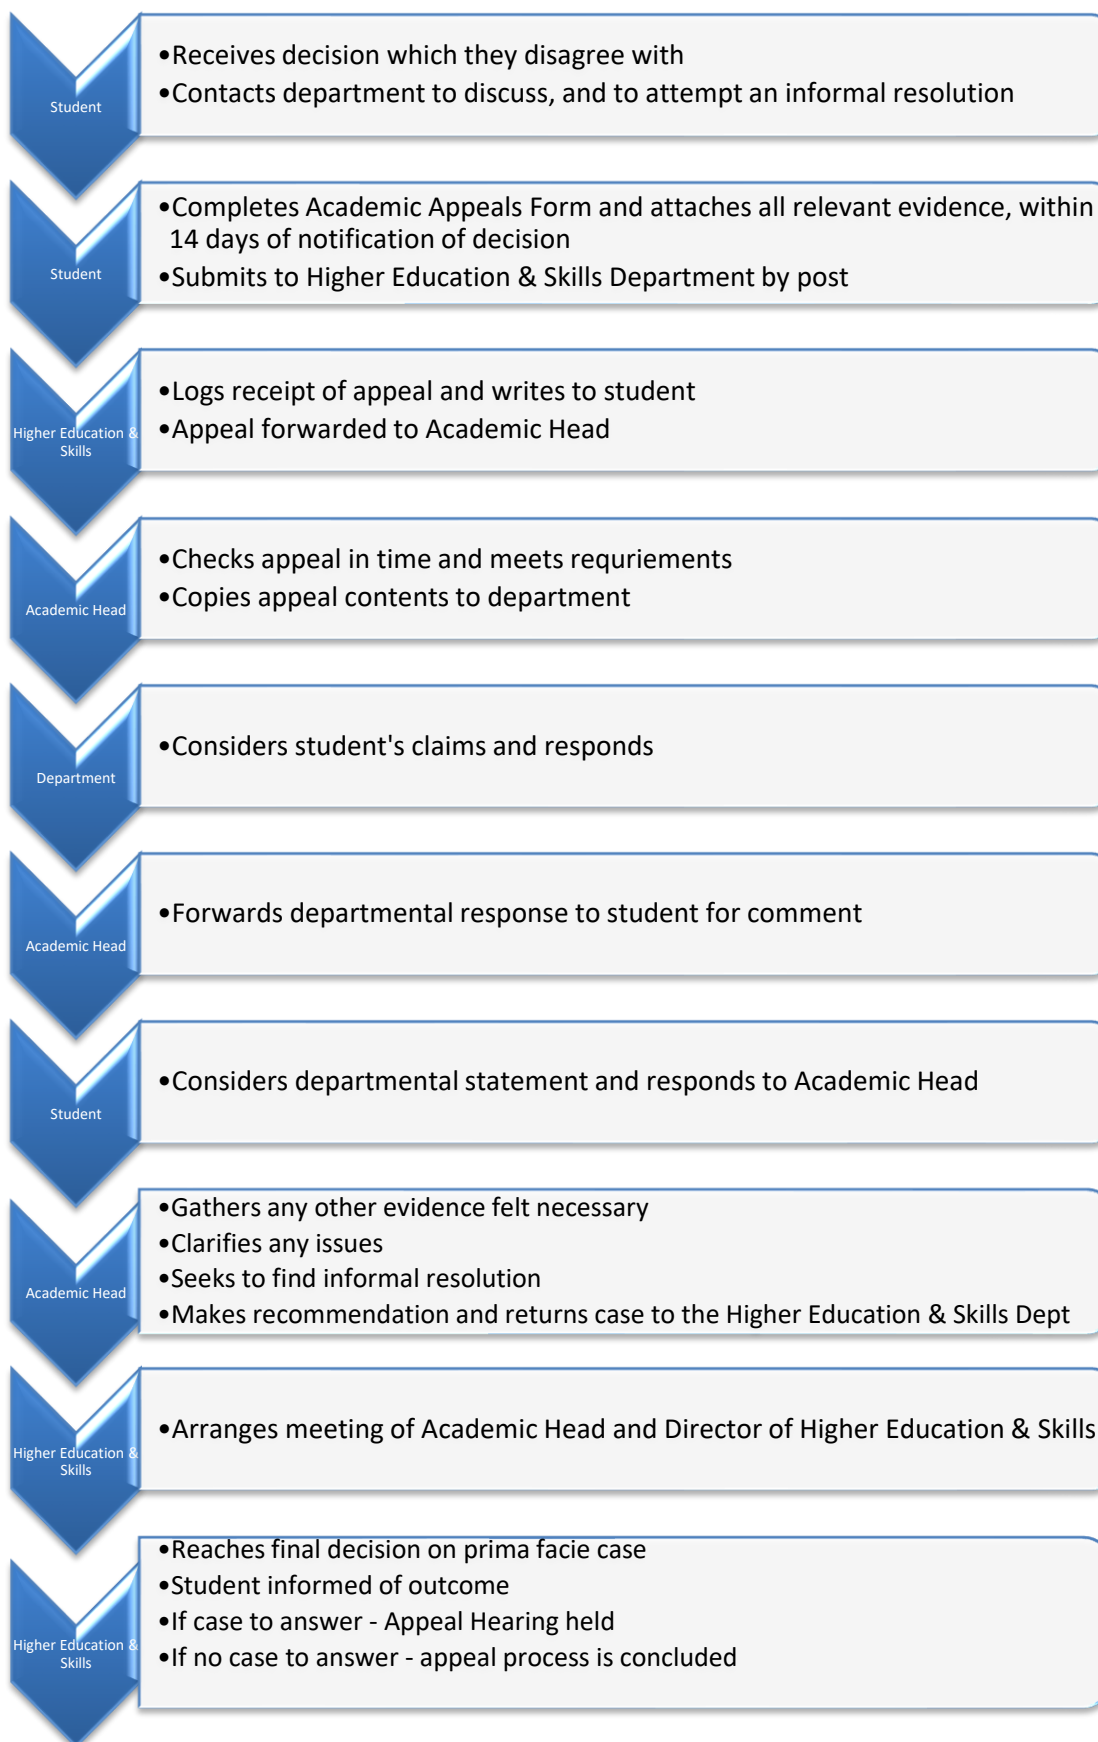 Student
•Receives decision which they disagree with
•Contacts department to discuss, and to attempt an informal resolution
Student
•Completes Academic Appeals Form and attaches all relevant evidence, within
14 days of notification of decision
•Submits to Higher Education & Skills Department by post
Higher Education &
Skills
•Logs receipt of appeal and writes to student
•Appeal forwarded to Academic Head
Academic Head
•Checks appeal in time and meets requriements
•Copies appeal contents to department
Department
•Considers student's claims and responds
Academic Head
•Forwards departmental response to student for comment
Student
•Considers departmental statement and responds to Academic Head
Academic Head
•Gathers any other evidence felt necessary
•Clarifies any issues
•Seeks to find informal resolution
•Makes recommendation and returns case to the Higher Education & Skills Dept
Higher Education &
Skills
•Arranges meeting of Academic Head and Director of Higher Education & Skills
Higher Education &
Skills
•Reaches final decision on prima facie case
•Student informed of outcome
•If case to answer - Appeal Hearing held
•If no case to answer - appeal process is concluded